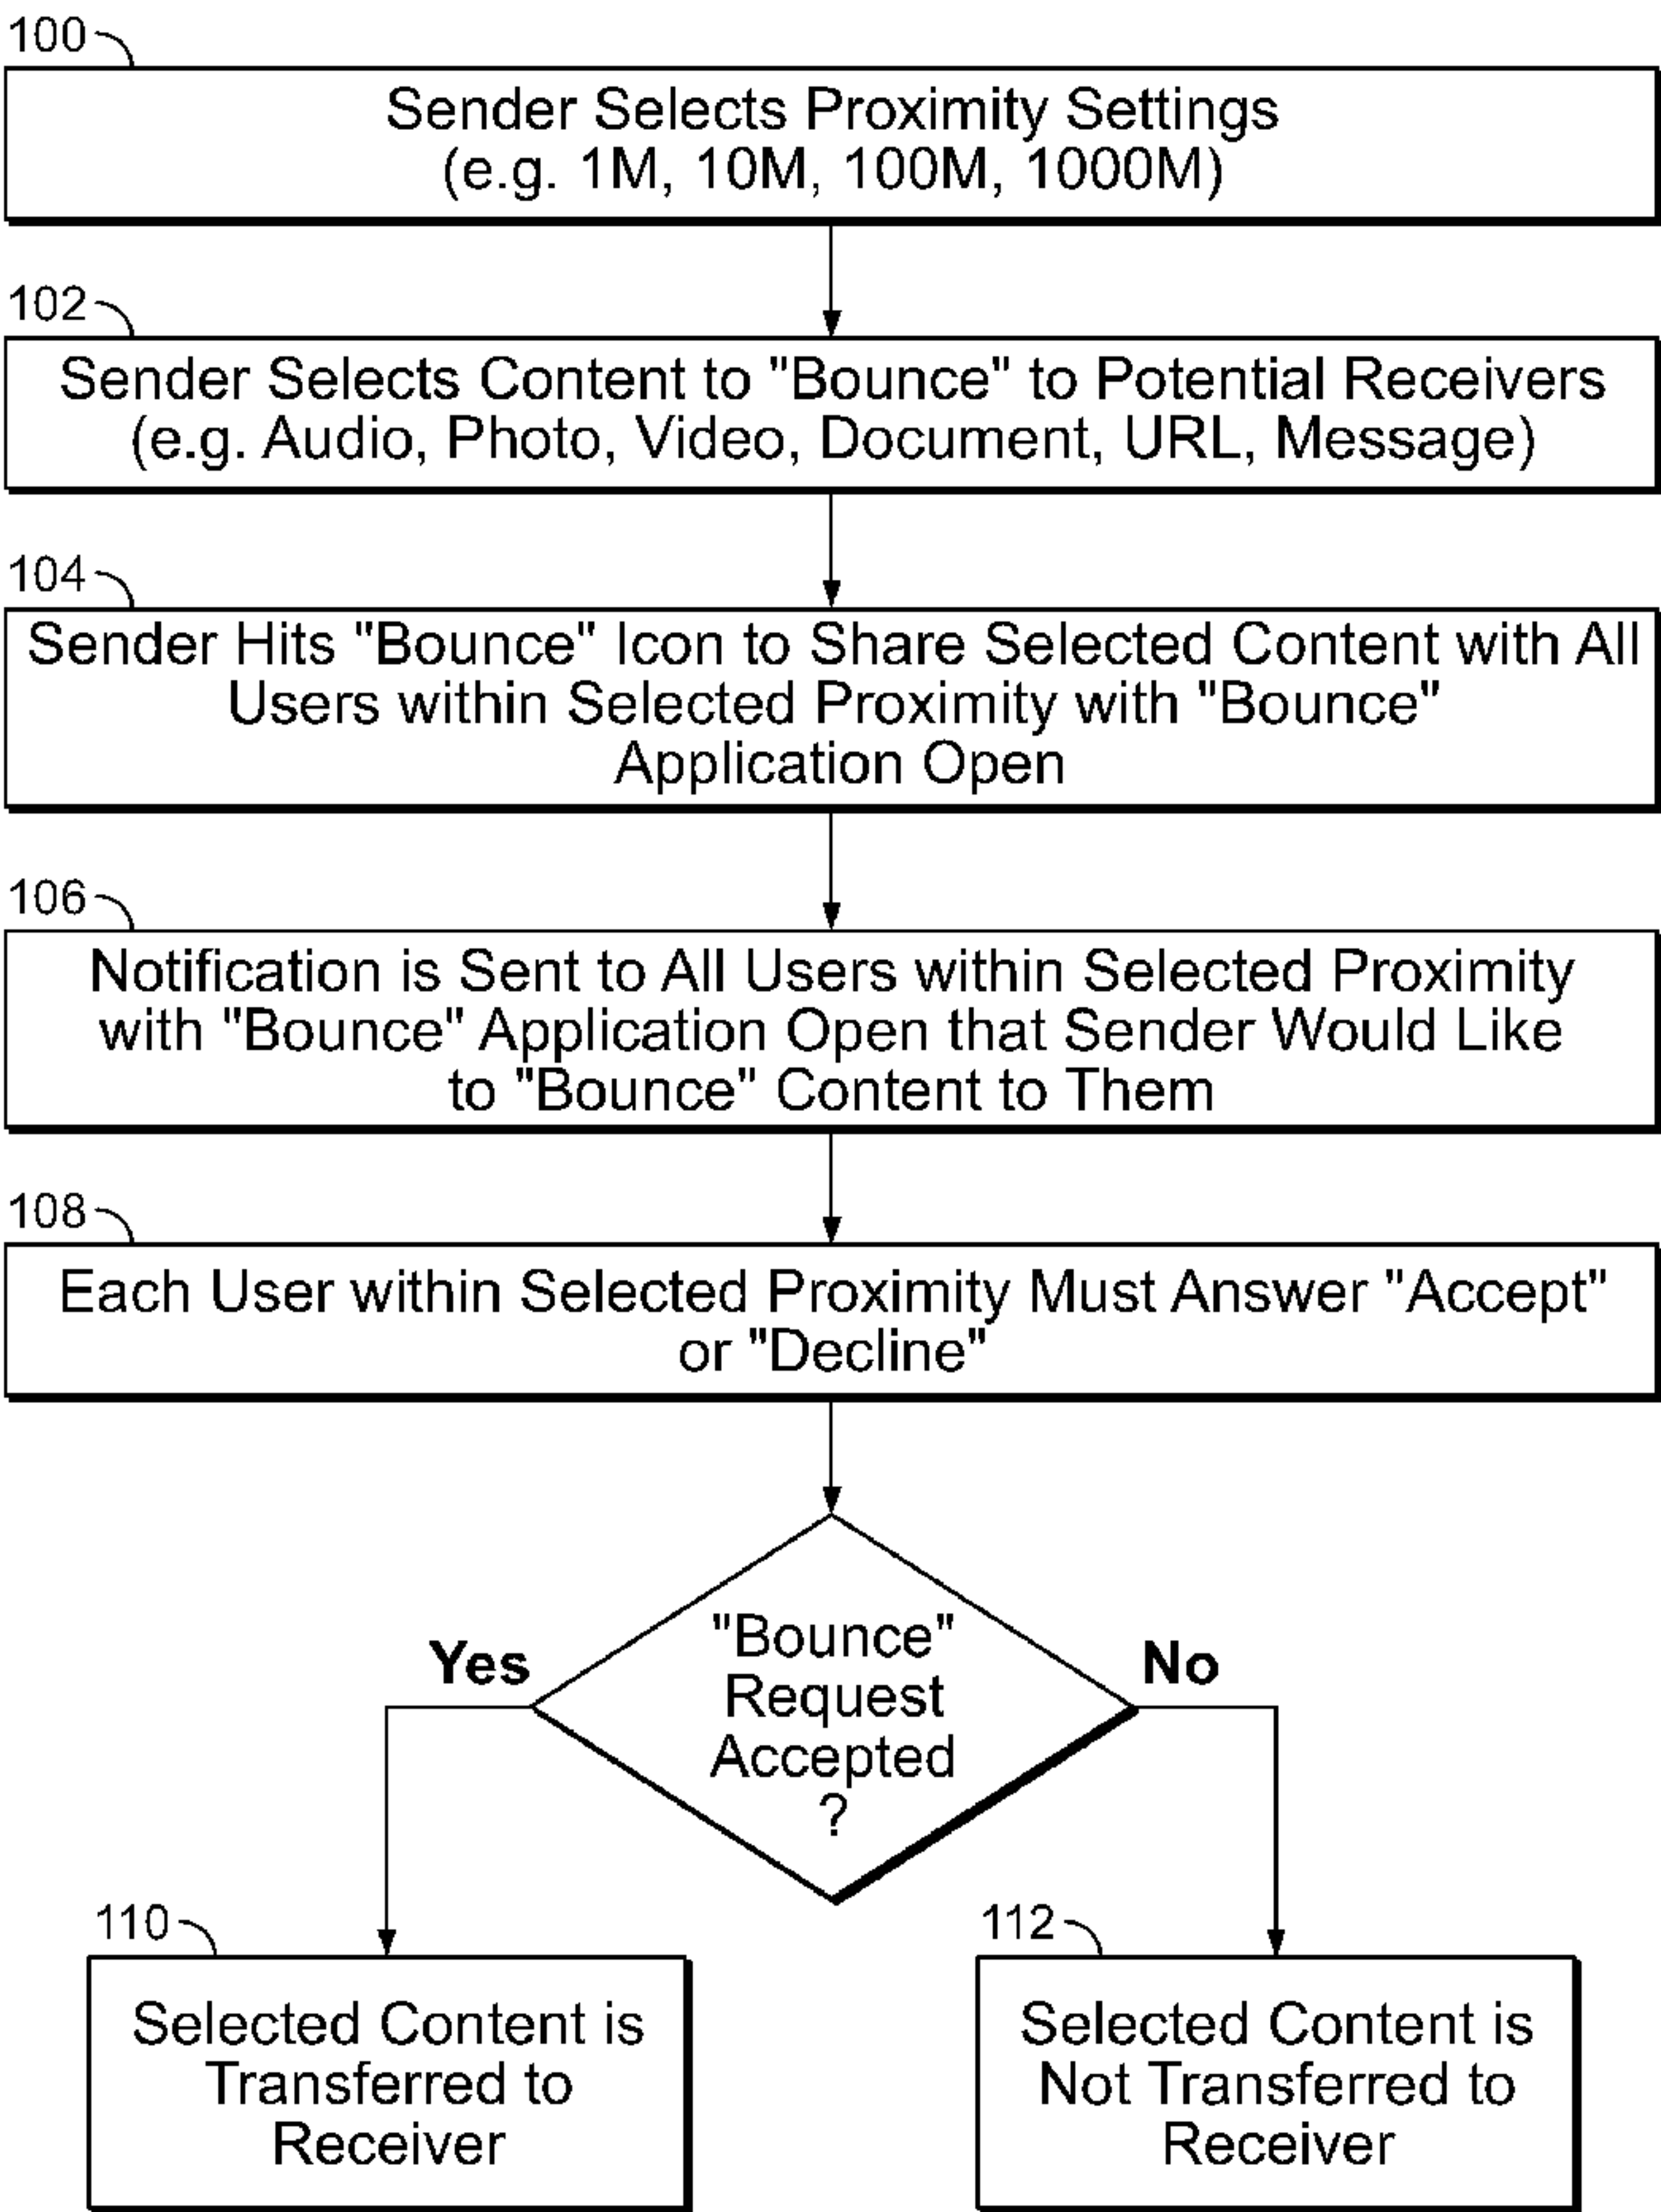 100
Sender Selects Proximity Settings
(e.g. 1M, 10M, 100M, 1000M)
102
Sender Selects Content to "Bounce" to Potential Receivers
(e.g. Audio, Photo, Video, Document, URL, Message)
104
Sender Hits "Bounce" Icon to Share Selected Content with All
Users within Selected Proximity with "Bounce"
Application Open
106
Notification is Sent to All Users within Selected Proximity
with "Bounce" Application Open that Sender Would Like
to "Bounce" Content to Them
108
Each User within Selected Proximity Must Answer "Accept"
or "Decline"
"Bounce"
Request
Accepted
?
Yes
No
110
Selected Content is
Transferred to
Receiver
112
Selected Content is
Not Transferred to
Receiver